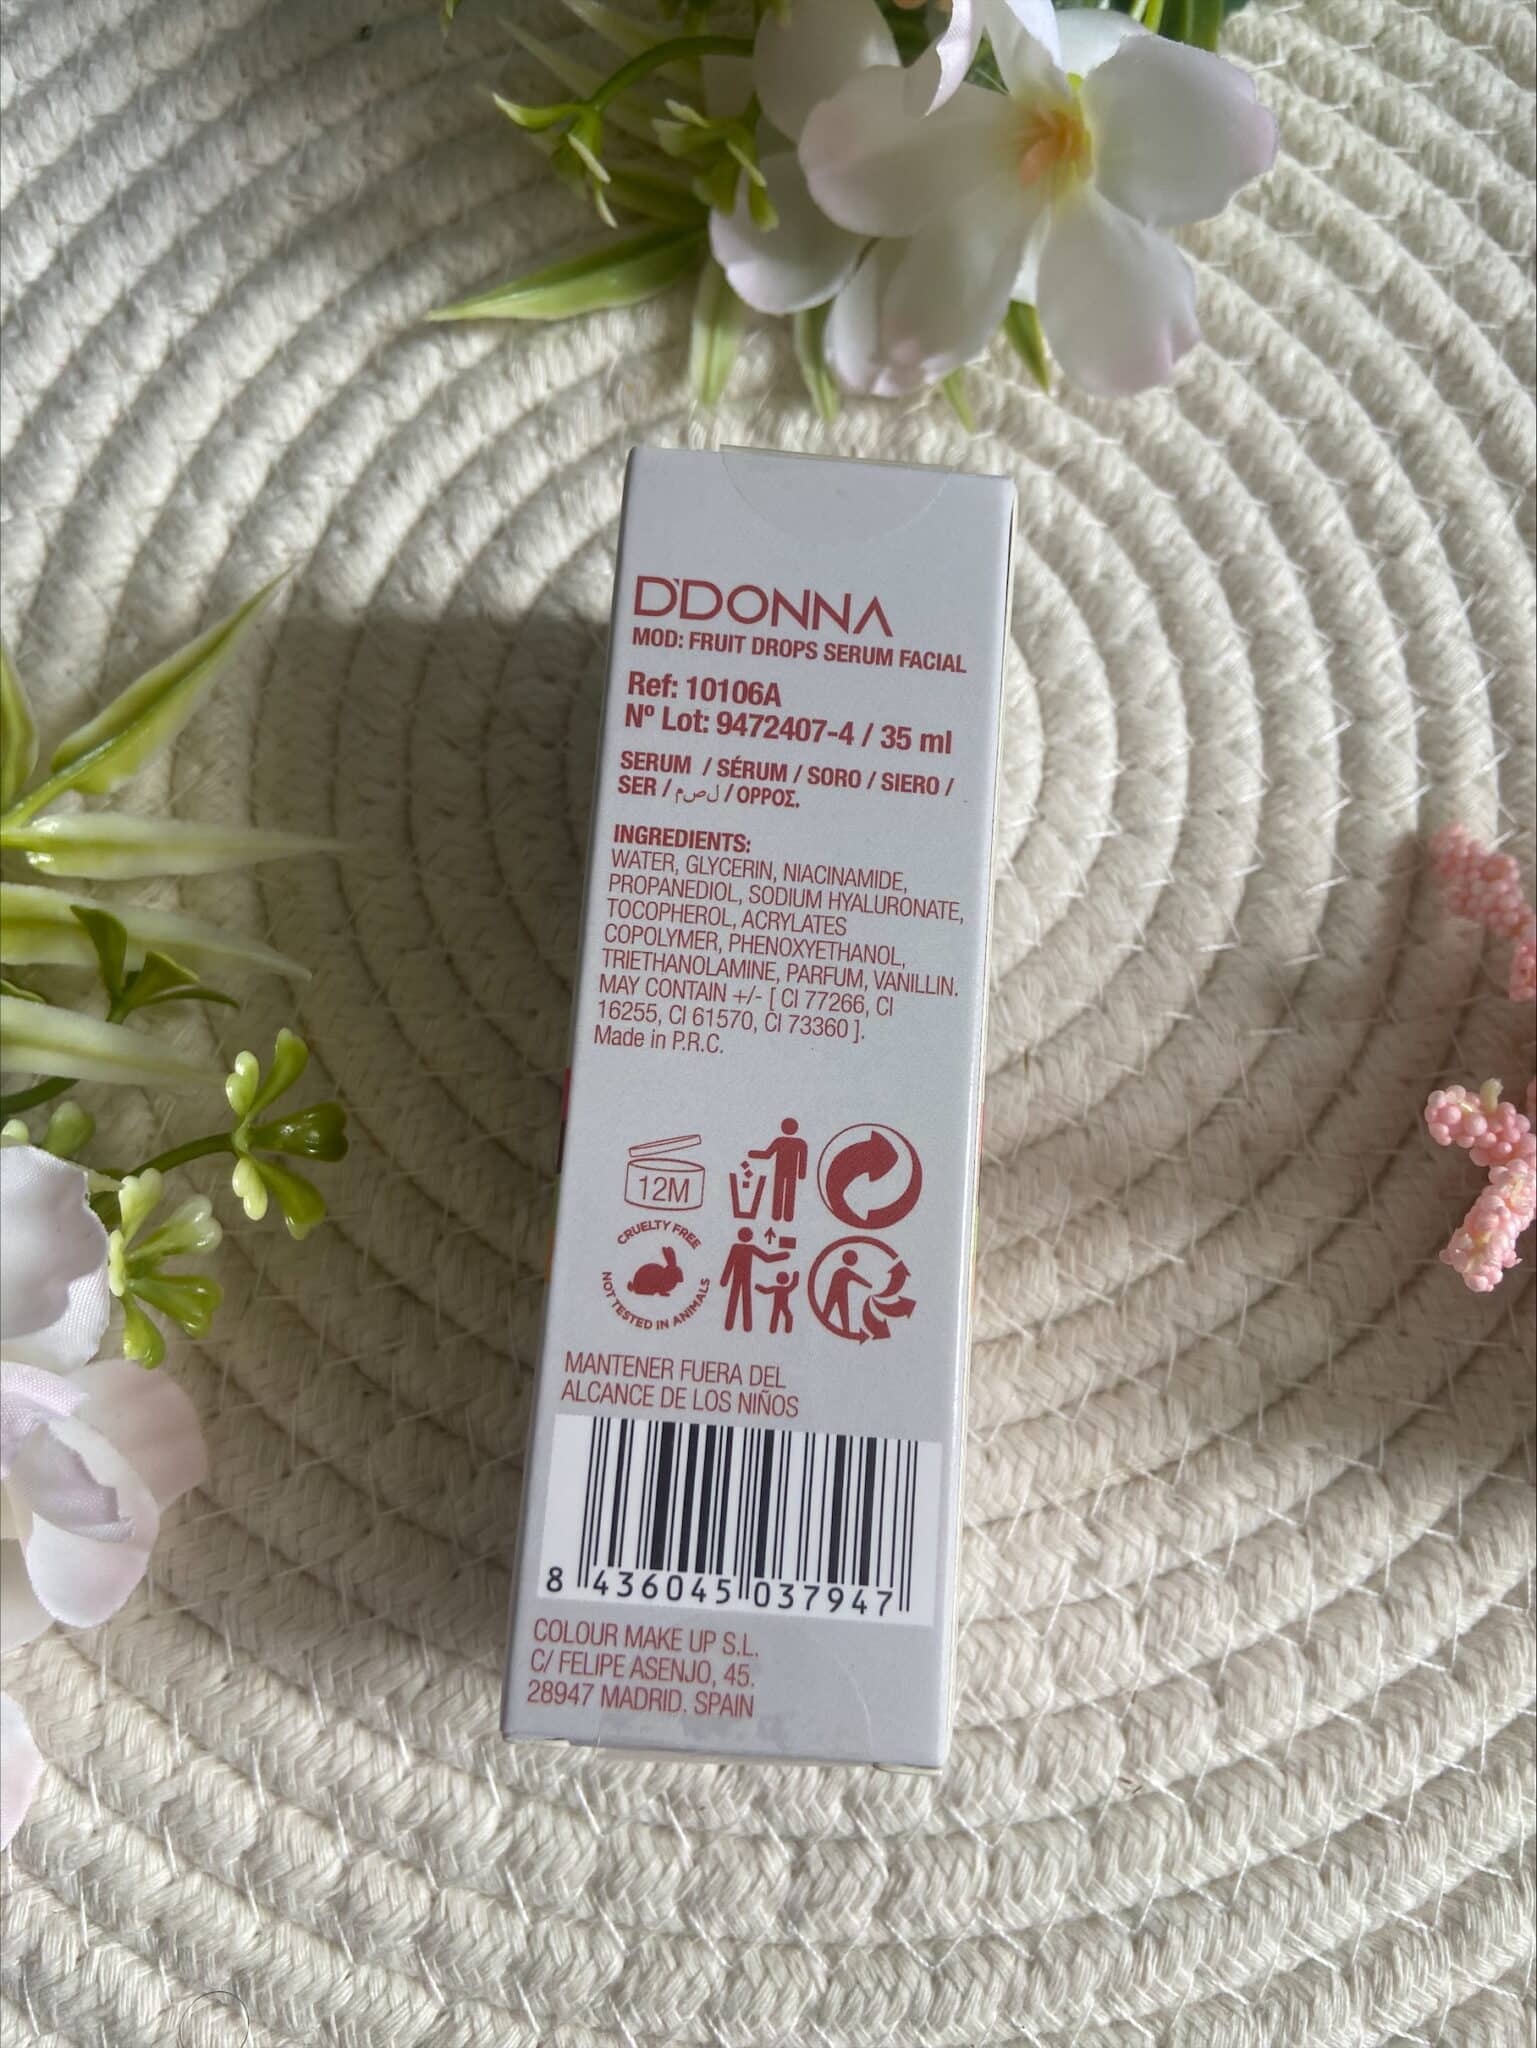 D'DONNA
MOD: FRUIT DROPS SERUM FACIAL
Ref: 10106A
Nº Lot: 9472407-4 / 35 ml
SERUM / SÉRUM / SORO / SIERO /
SER / ل ص م / ΟΡΡΟΣ.
INGREDIENTS:
WATER, GLYCERIN, NIACINAMIDE,
PROPANEDIOL, SODIUM HYALURONATE,
TOCOPHEROL, ACRYLATES
COPOLYMER, PHENOXYETHANOL,
TRIETHANOLAMINE, PARFUM, VANILLIN.
MAY CONTAIN +/- [ CI 77266, CI
16255, CI 61570, CI 73360 ].
Made in P.R.C.
12M
CRUELTY FREE
NOT TESTED IN ANIMALS
MANTENER FUERA DEL
ALCANCE DE LOS NIÑOS
8 436045 037947
COLOUR MAKE UP S.L.
C/ FELIPE ASENJO, 45.
28947 MADRID. SPAIN